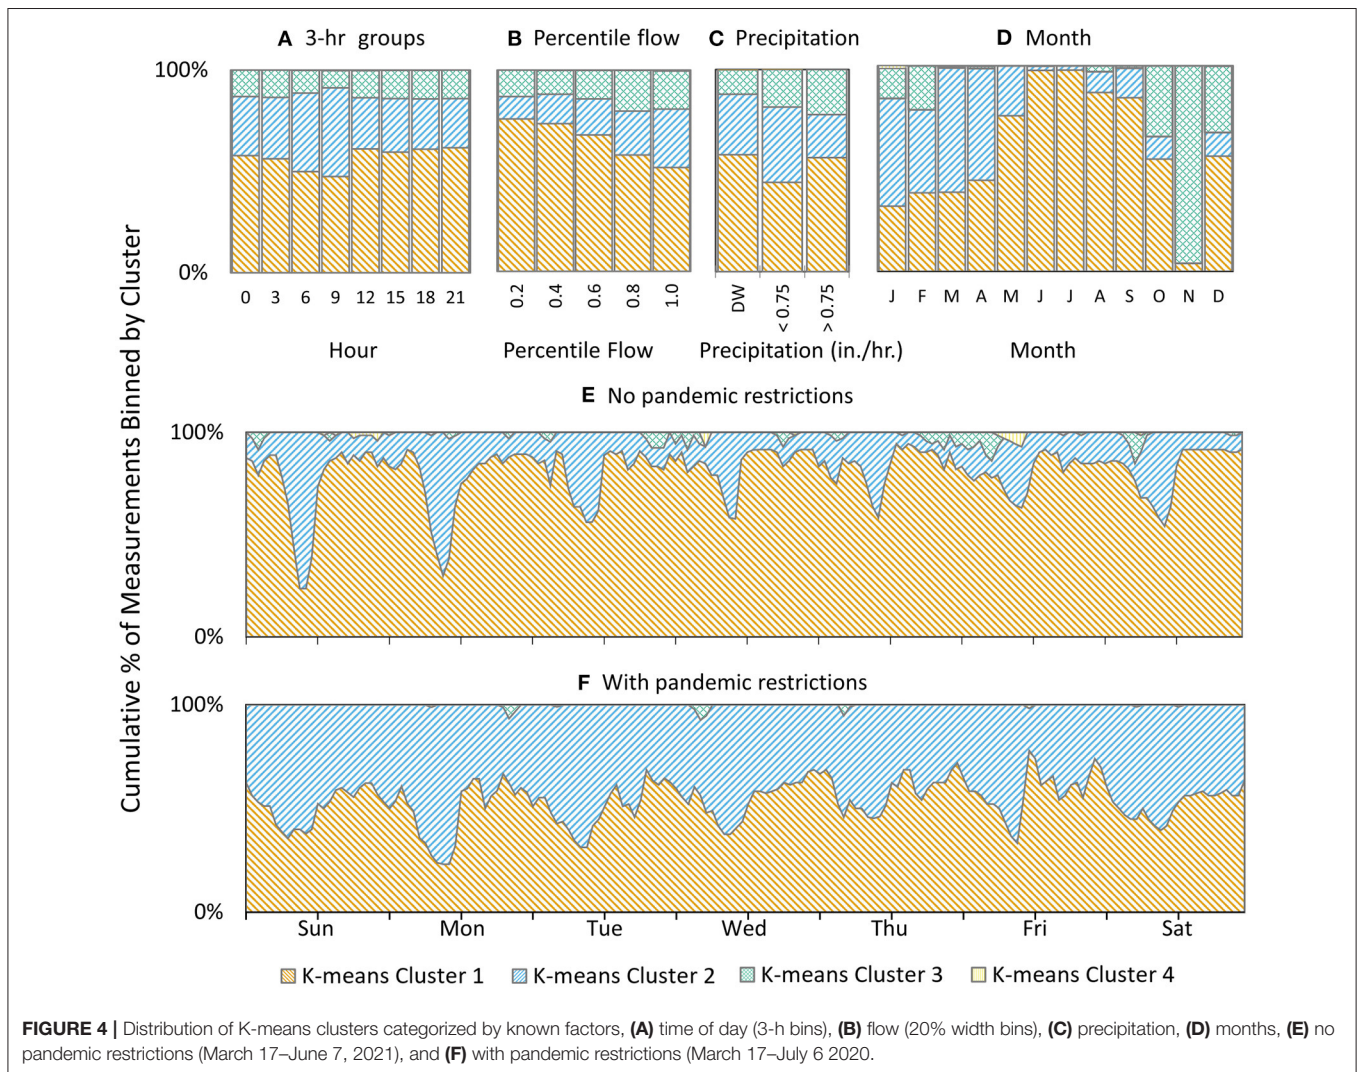 A 3-hr groups
B Percentile flow
C Precipitation
D Month
100%
0%
0 3 6 9 12 15 18 21
0.2 0.4 0.6 0.8 1.0
DW < 0.75 > 0.75
J F M A M J J A S O N D
Hour
Percentile Flow
Precipitation (in./hr.)
Month
Cumulative % of Measurements Binned by Cluster
E No pandemic restrictions
100%
0%
F With pandemic restrictions
100%
0%
Sun Mon Tue Wed Thu Fri Sat
K-means Cluster 1 K-means Cluster 2 K-means Cluster 3 K-means Cluster 4
FIGURE 4 | Distribution of K-means clusters categorized by known factors, (A) time of day (3-h bins), (B) flow (20% width bins), (C) precipitation, (D) months, (E) no
pandemic restrictions (March 17–June 7, 2021), and (F) with pandemic restrictions (March 17–July 6 2020.